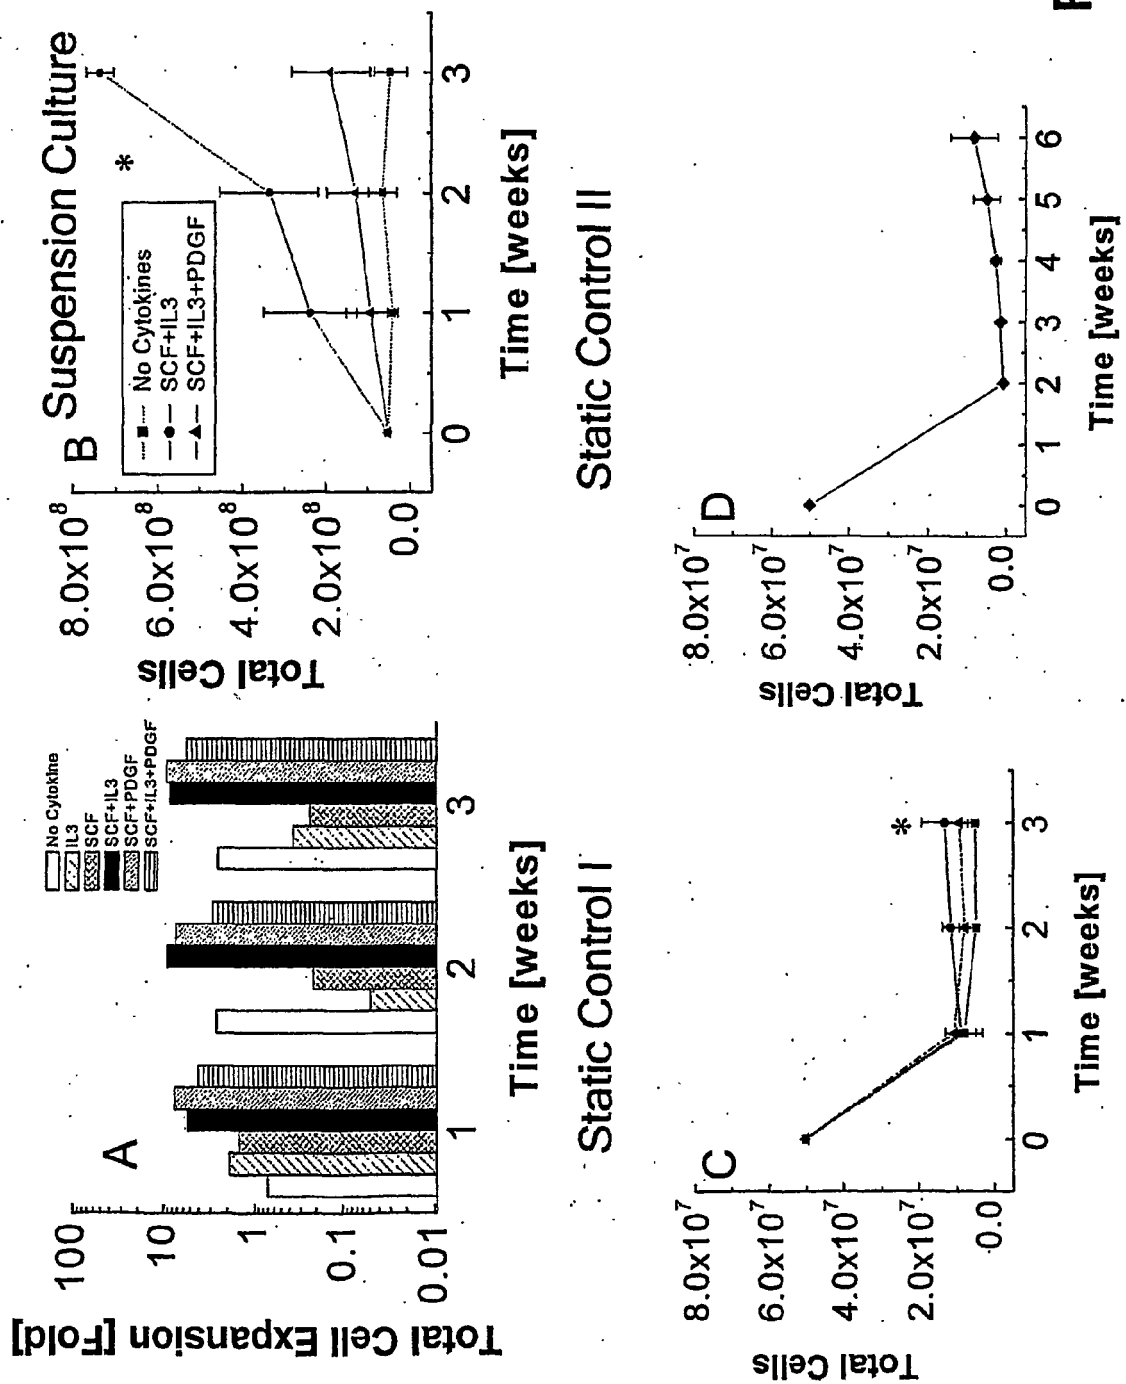 A
Total Cell Expansion [Fold]
100
10
1
0.1
0.01
No Cytokine
IL3
SCF
SCF+IL3
SCF+PDGF
SCF+IL3+PDGF
1 2 3
Time [weeks]
B
Suspension Culture
Total Cells
8.0x10⁸
6.0x10⁸
4.0x10⁸
2.0x10⁸
0.0
No Cytokines
SCF+IL3
SCF+IL3+PDGF
*
0 1 2 3
Time [weeks]
Static Control I
C
Total Cells
8.0x10⁷
6.0x10⁷
4.0x10⁷
2.0x10⁷
0.0
*
0 1 2 3
Time [weeks]
Static Control II
D
Total Cells
8.0x10⁷
6.0x10⁷
4.0x10⁷
2.0x10⁷
0.0
0 1 2 3 4 5 6
Time [weeks]